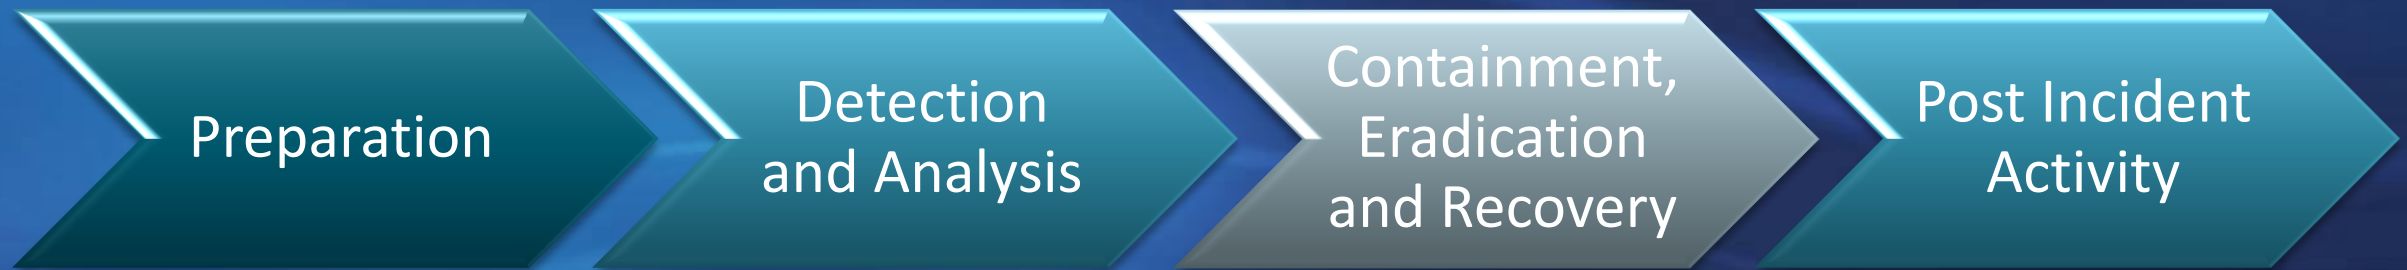 Preparation
Detection
and Analysis
Containment,
Eradication
and Recovery
Post Incident
Activity